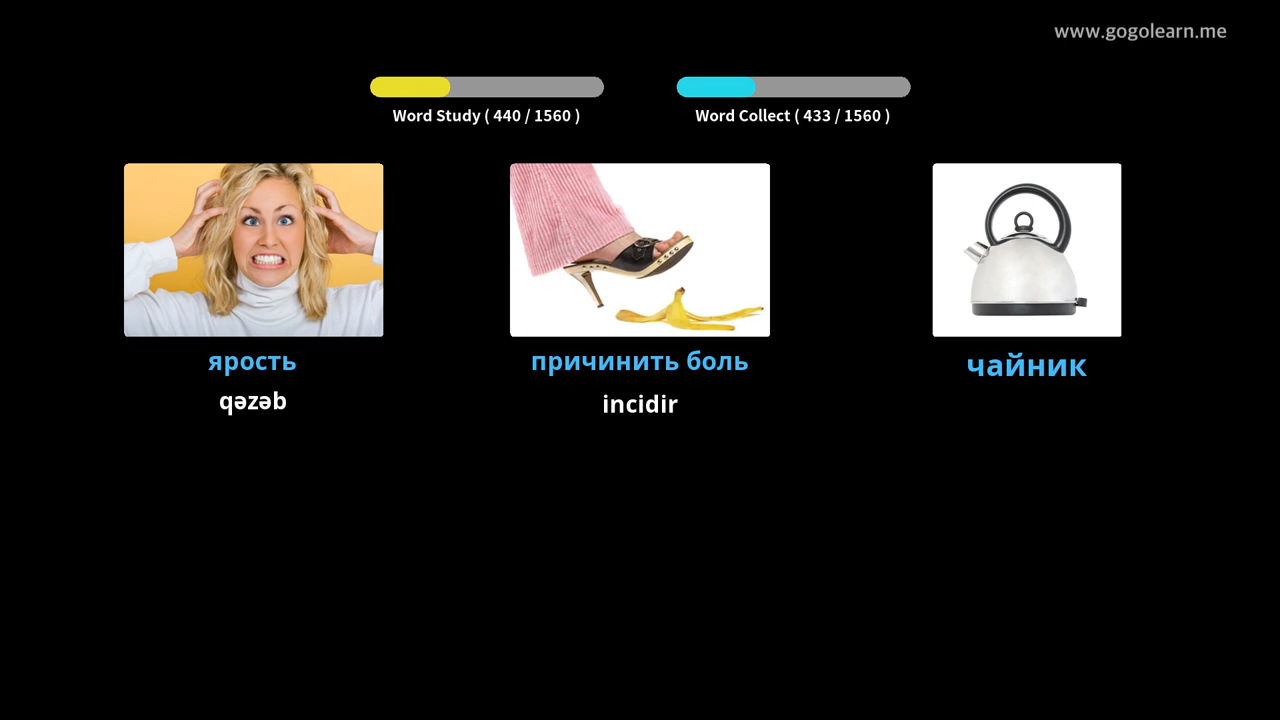 www.gogolearn.me
Word Study ( 440 / 1560 )
Word Collect ( 433 / 1560 )
ярость
причинить боль
чайник
qəzəb
incidir